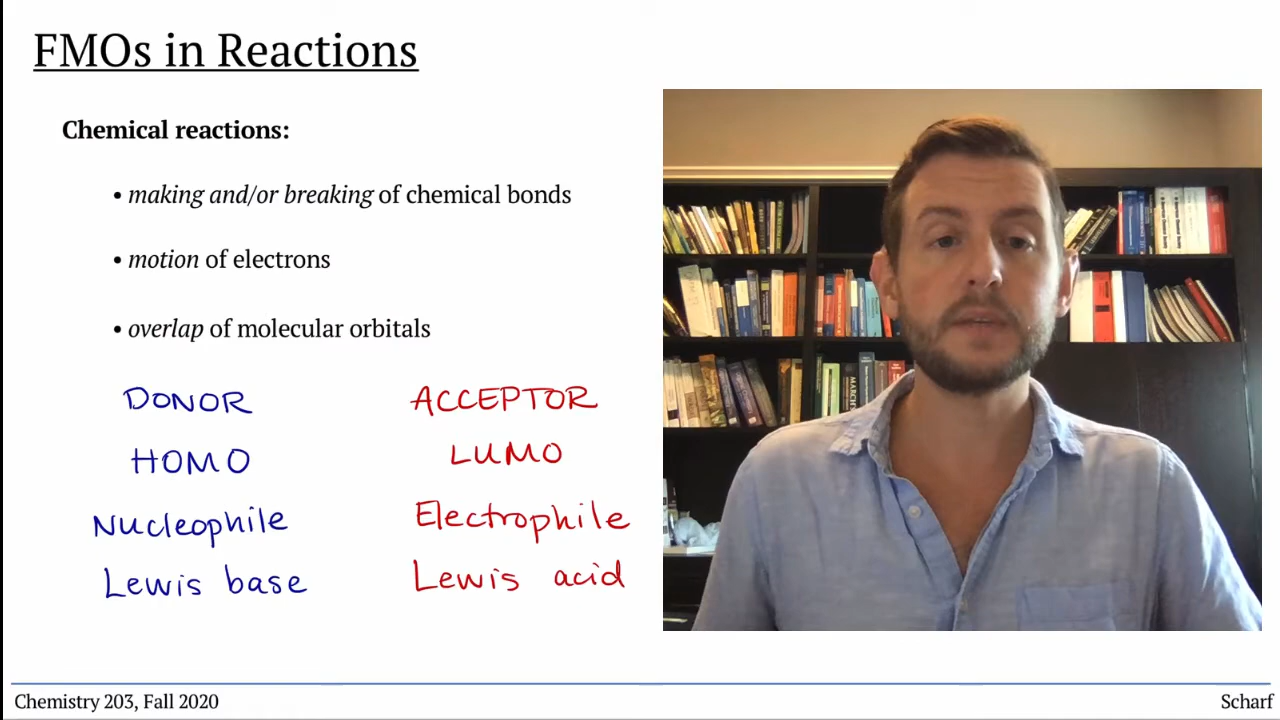 FMOs in Reactions
Chemical reactions:
• making and/or breaking of chemical bonds
• motion of electrons
• overlap of molecular orbitals
DONOR ACCEPTOR
HOMO LUMO
Nucleophile Electrophile
Lewis base Lewis acid
Chemistry 203, Fall 2020 Scharf